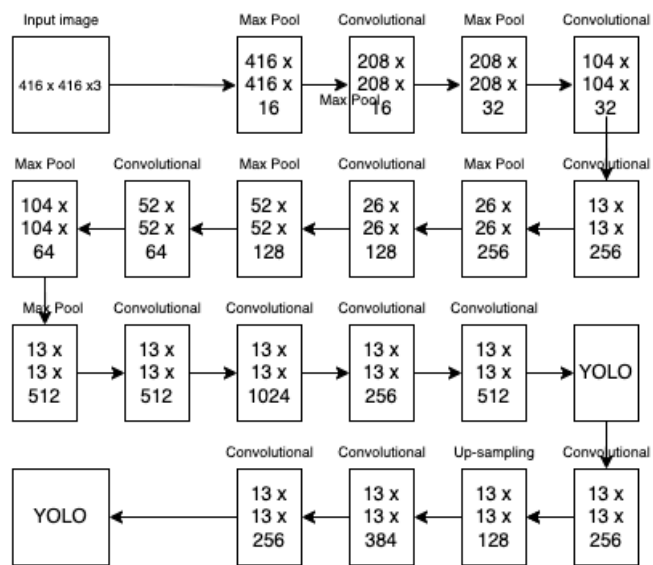 Input image
Max Pool
Convolutional
Max Pool
Convolutional
416 x 416 x3
416 x
416 x
16
208 x
208 x
16
Max Pool
208 x
208 x
32
104 x
104 x
32
Max Pool
Convolutional
Max Pool
Convolutional
Max Pool
Convolutional
104 x
104 x
64
52 x
52 x
64
52 x
52 x
128
26 x
26 x
128
26 x
26 x
256
13 x
13 x
256
Max Pool
Convolutional
Convolutional
Convolutional
Convolutional
13 x
13 x
512
13 x
13 x
512
13 x
13 x
1024
13 x
13 x
256
13 x
13 x
512
YOLO
Convolutional
Convolutional
Up-sampling
Convolutional
YOLO
13 x
13 x
256
13 x
13 x
384
13 x
13 x
128
13 x
13 x
256